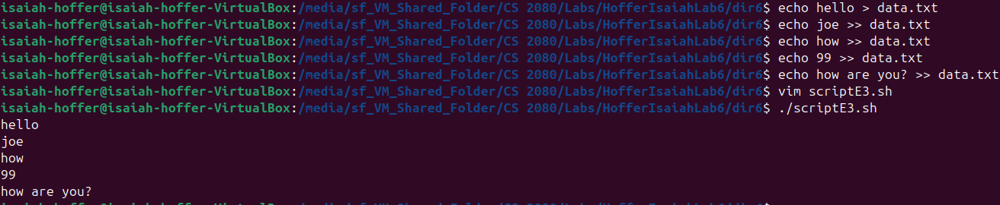 isaiah-hoffer@isaiah-hoffer-VirtualBox:/media/sf_VM_Shared_Folder/CS 2080/Labs/HofferIsaiahLab6/dir6$ echo hello > data.txt
isaiah-hoffer@isaiah-hoffer-VirtualBox:/media/sf_VM_Shared_Folder/CS 2080/Labs/HofferIsaiahLab6/dir6$ echo joe >> data.txt
isaiah-hoffer@isaiah-hoffer-VirtualBox:/media/sf_VM_Shared_Folder/CS 2080/Labs/HofferIsaiahLab6/dir6$ echo how >> data.txt
isaiah-hoffer@isaiah-hoffer-VirtualBox:/media/sf_VM_Shared_Folder/CS 2080/Labs/HofferIsaiahLab6/dir6$ echo 99 >> data.txt
isaiah-hoffer@isaiah-hoffer-VirtualBox:/media/sf_VM_Shared_Folder/CS 2080/Labs/HofferIsaiahLab6/dir6$ echo how are you? >> data.txt
isaiah-hoffer@isaiah-hoffer-VirtualBox:/media/sf_VM_Shared_Folder/CS 2080/Labs/HofferIsaiahLab6/dir6$ vim scriptE3.sh
isaiah-hoffer@isaiah-hoffer-VirtualBox:/media/sf_VM_Shared_Folder/CS 2080/Labs/HofferIsaiahLab6/dir6$ ./scriptE3.sh
hello
joe
how
99
how are you?